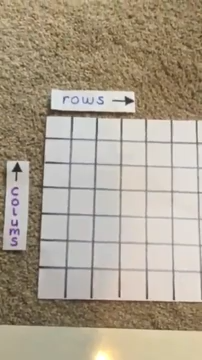 rows →
colums →